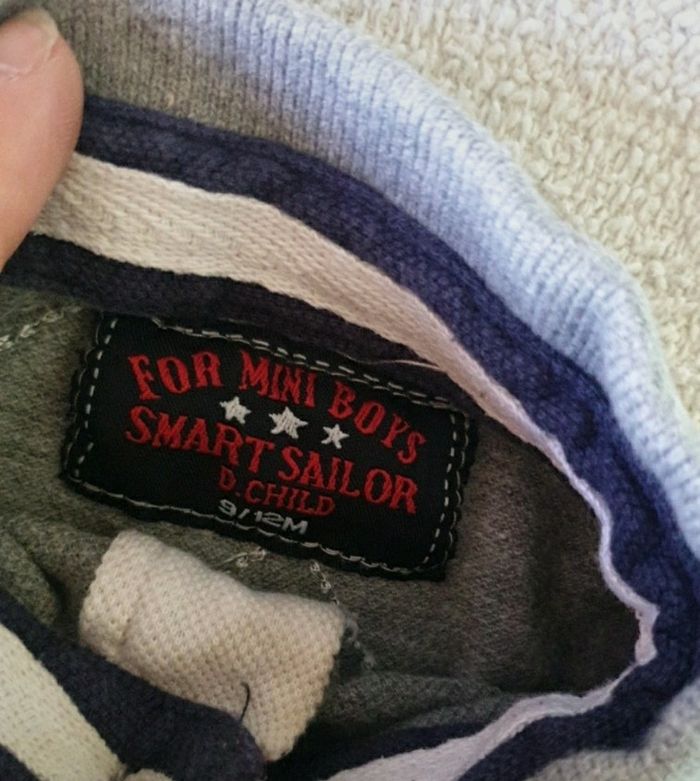 FOR MINI BOYS
SMART SAILOR
D.CHILD
9/12M